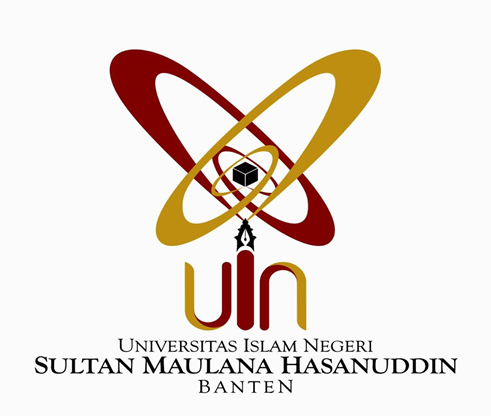 uin
UNIVERSITAS ISLAM NEGERI
SULTAN MAULANA HASANUDDIN
BANTEN